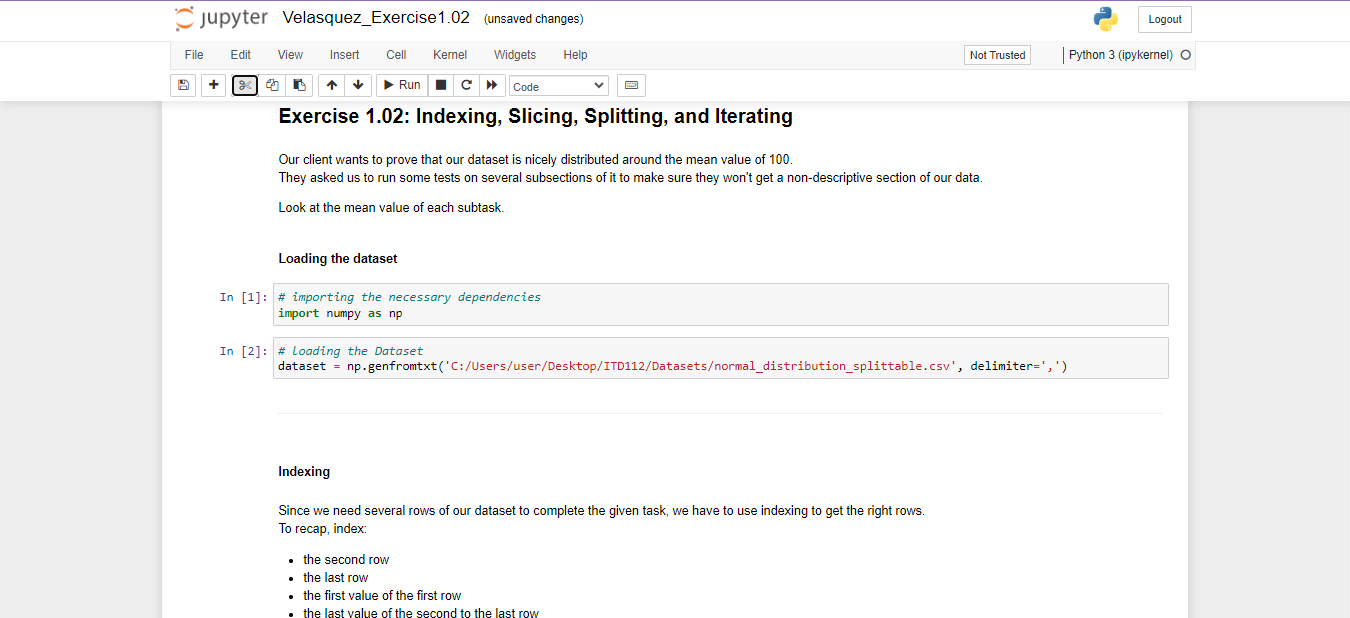 jupyter Velasquez_Exercise1.02 (unsaved changes) Logout
File Edit View Insert Cell Kernel Widgets Help Not Trusted Python 3 (ipykernel)
Run Code
Exercise 1.02: Indexing, Slicing, Splitting, and Iterating
Our client wants to prove that our dataset is nicely distributed around the mean value of 100.
They asked us to run some tests on several subsections of it to make sure they won't get a non-descriptive section of our data.
Look at the mean value of each subtask.
Loading the dataset
In [1]: # importing the necessary dependencies
import numpy as np
In [2]: # loading the Dataset
dataset = np.genfromtxt('C:/Users/user/Desktop/ITD112/Datasets/normal_distribution_splittable.csv', delimiter=',')
Indexing
Since we need several rows of our dataset to complete the given task, we have to use indexing to get the right rows.
To recap, index:
• the second row
• the last row
• the first value of the first row
• the last value of the second to the last row